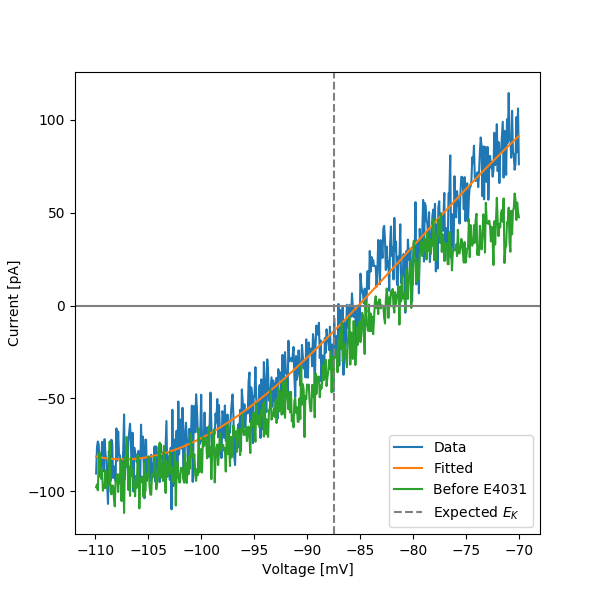 100
50
0
−50
−100
Current [pA]
Data
Fitted
Before E4031
Expected E_K
−110 −105 −100 −95 −90 −85 −80 −75 −70
Voltage [mV]